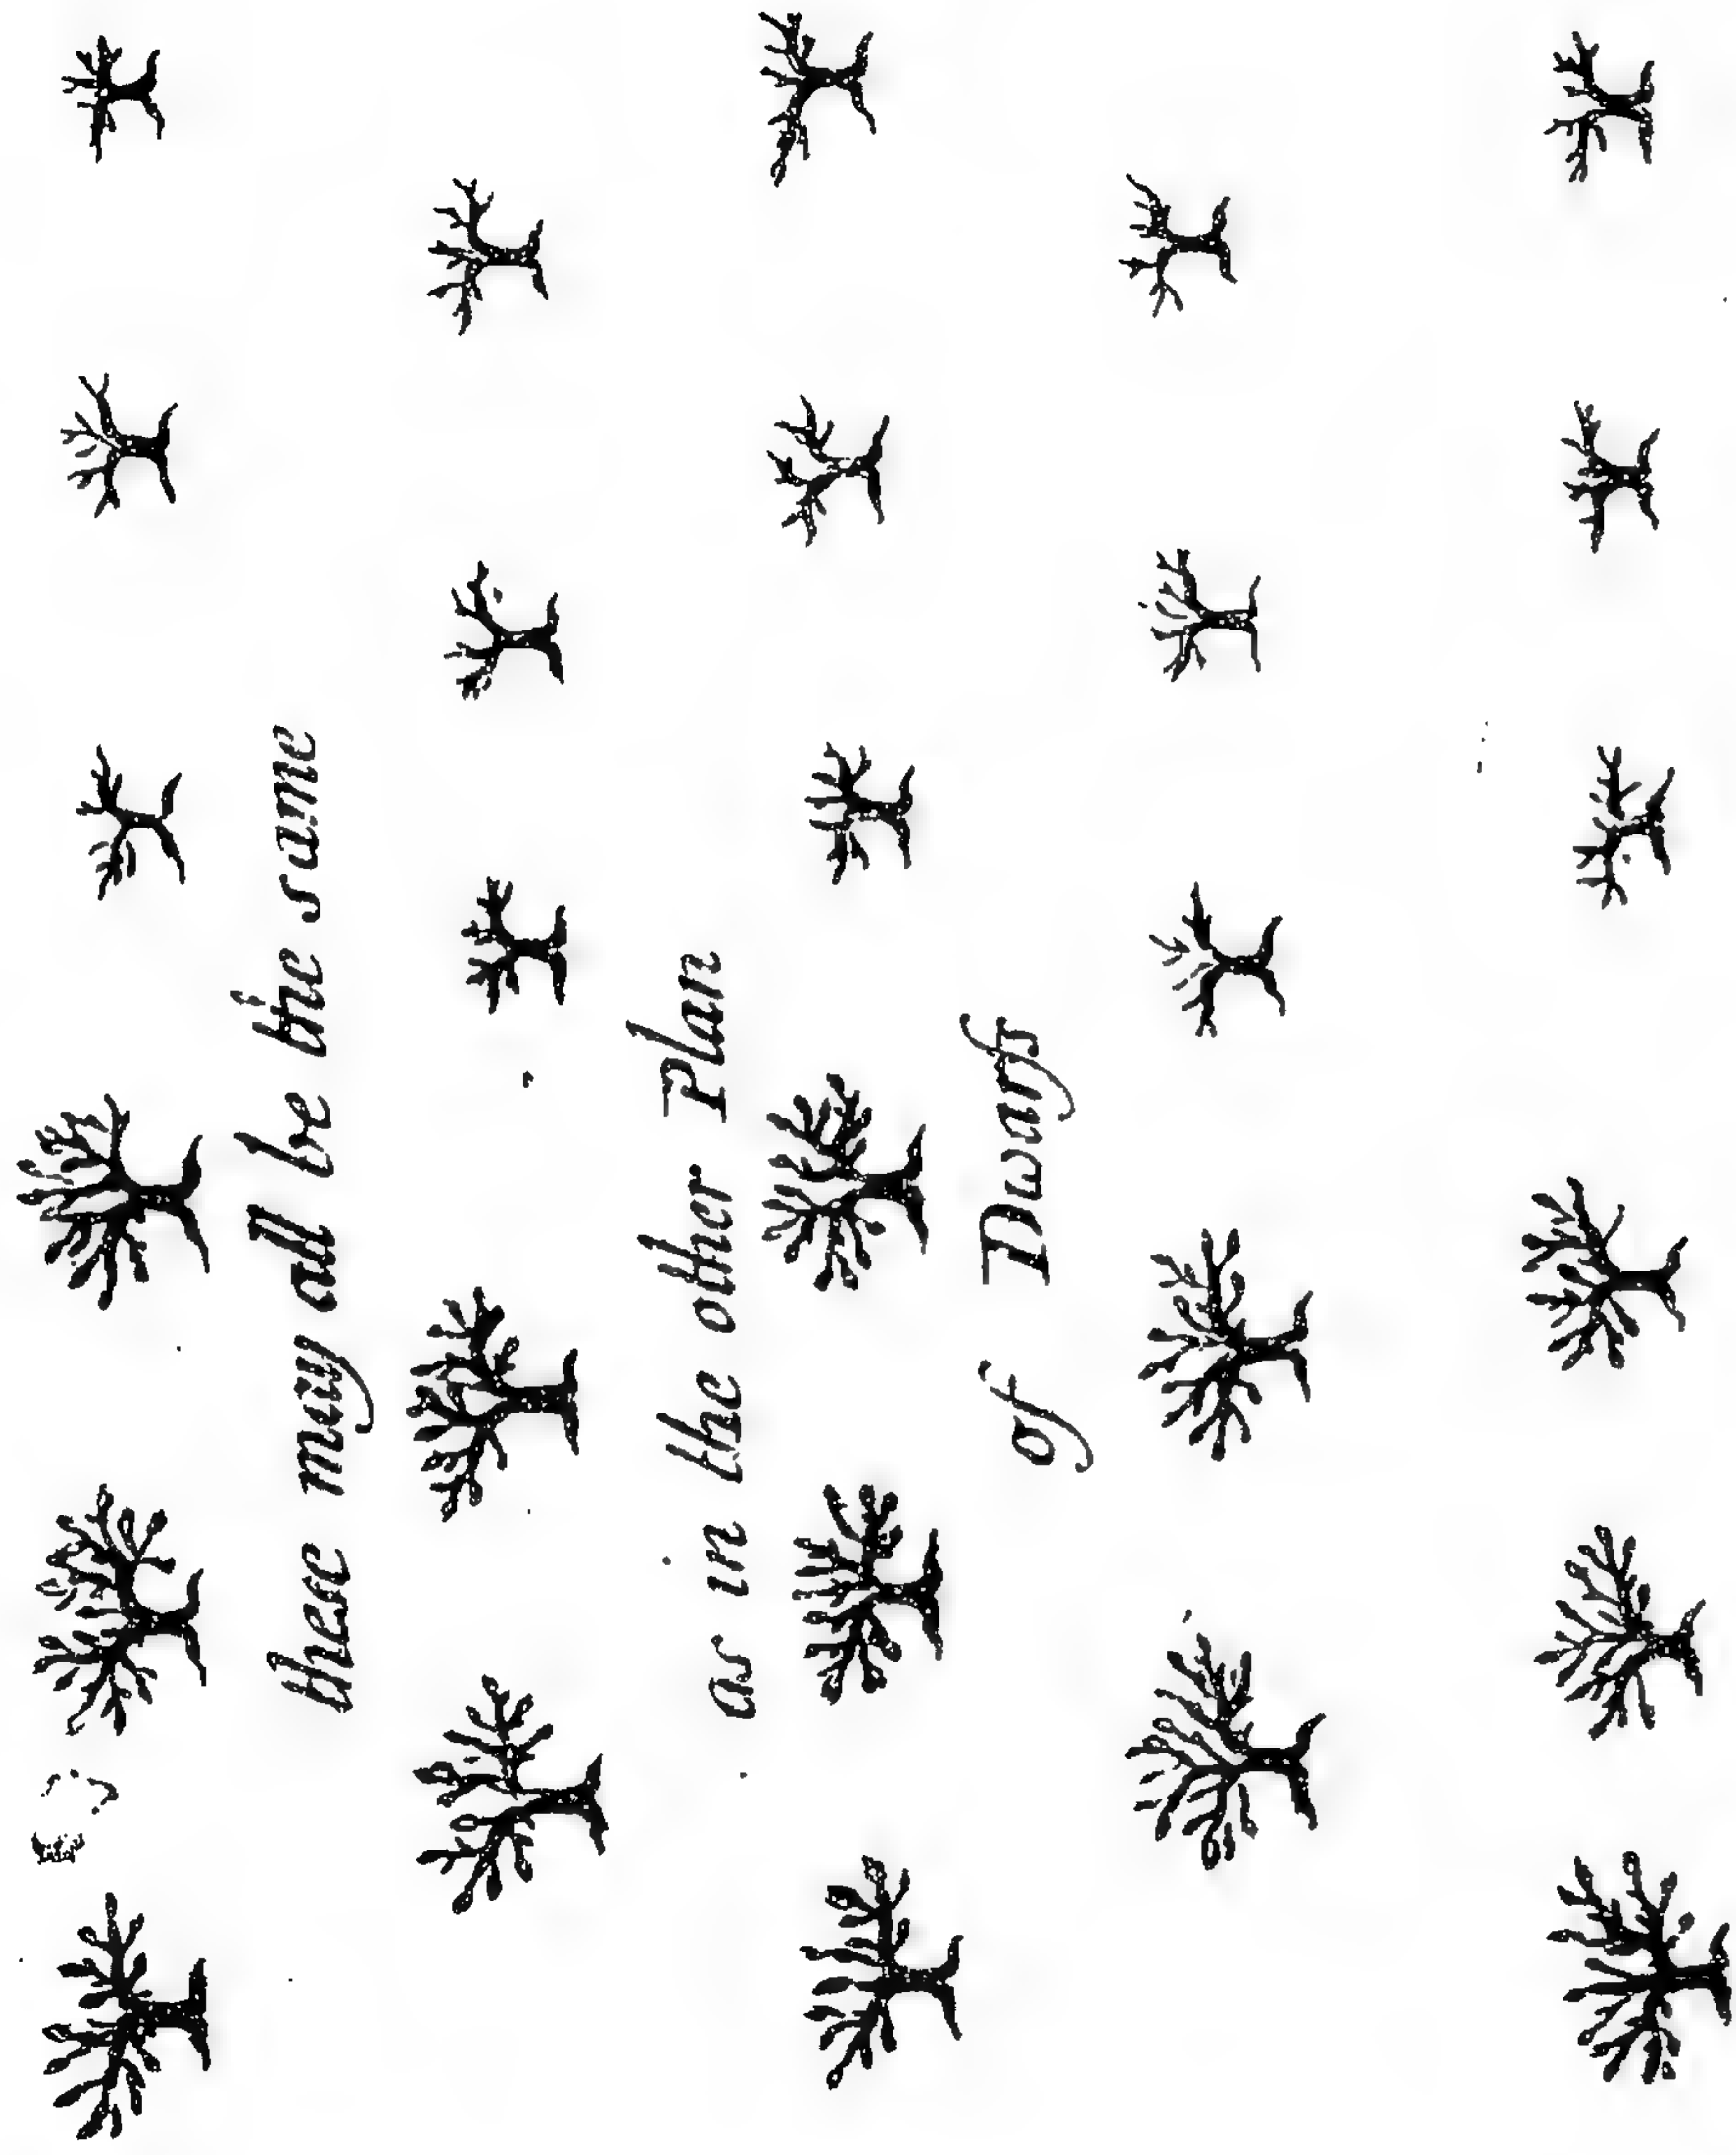 these may all be the same
as in the other Plan
of Dwarfs